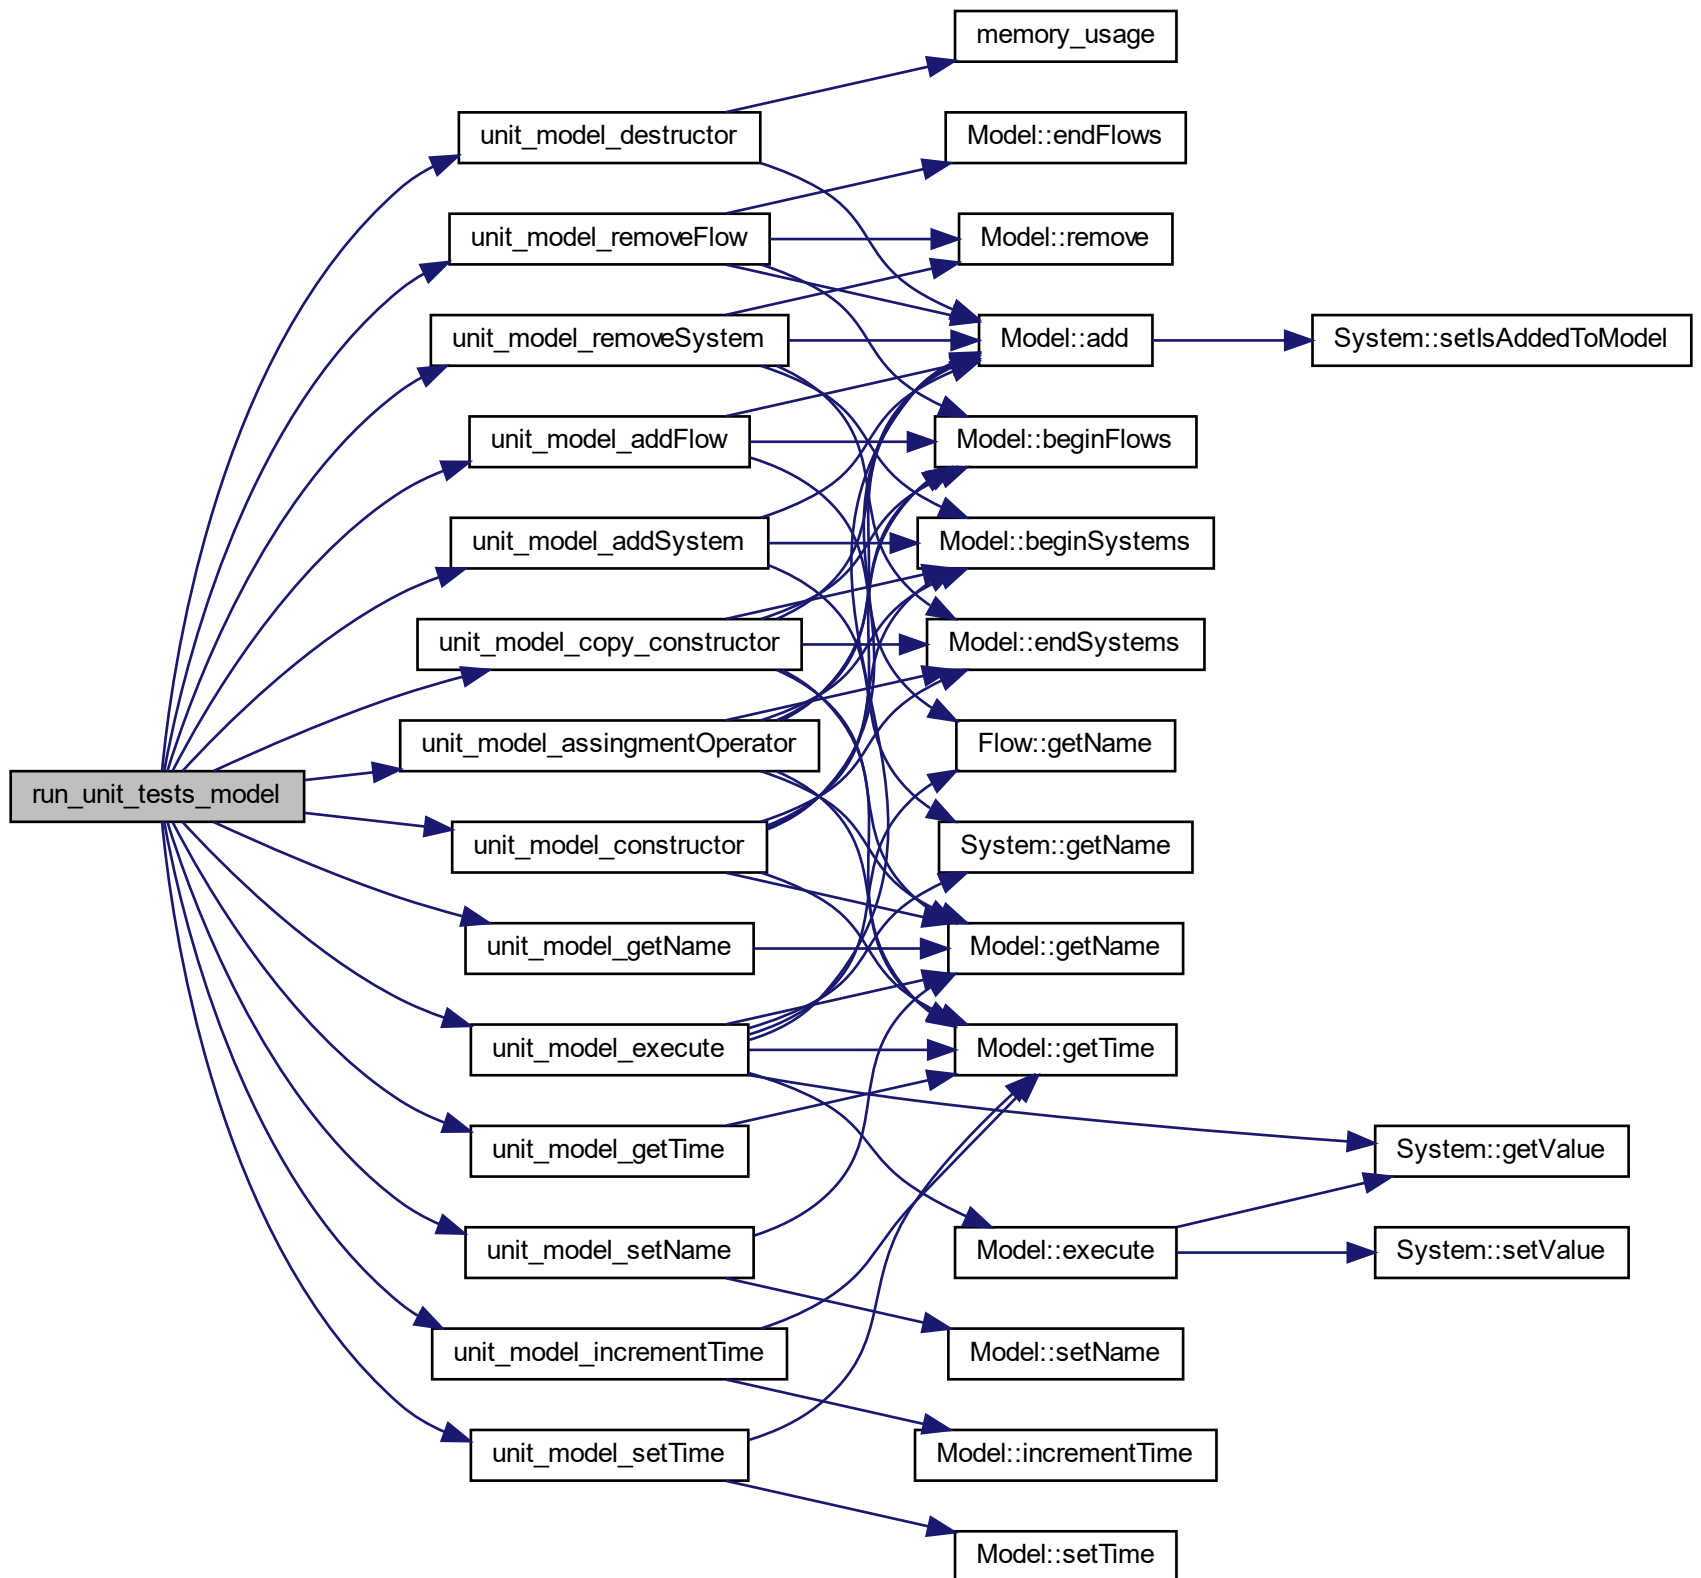 memory_usage
unit_model_destructor
Model::endFlows
unit_model_removeFlow
Model::remove
unit_model_removeSystem
Model::add
System::setIsAddedToModel
unit_model_addFlow
Model::beginFlows
unit_model_addSystem
Model::beginSystems
unit_model_copy_constructor
Model::endSystems
unit_model_assingmentOperator
Flow::getName
run_unit_tests_model
unit_model_constructor
System::getName
unit_model_getName
Model::getName
unit_model_execute
Model::getTime
unit_model_getTime
System::getValue
unit_model_setName
Model::execute
System::setValue
unit_model_incrementTime
Model::setName
unit_model_setTime
Model::incrementTime
Model::setTime